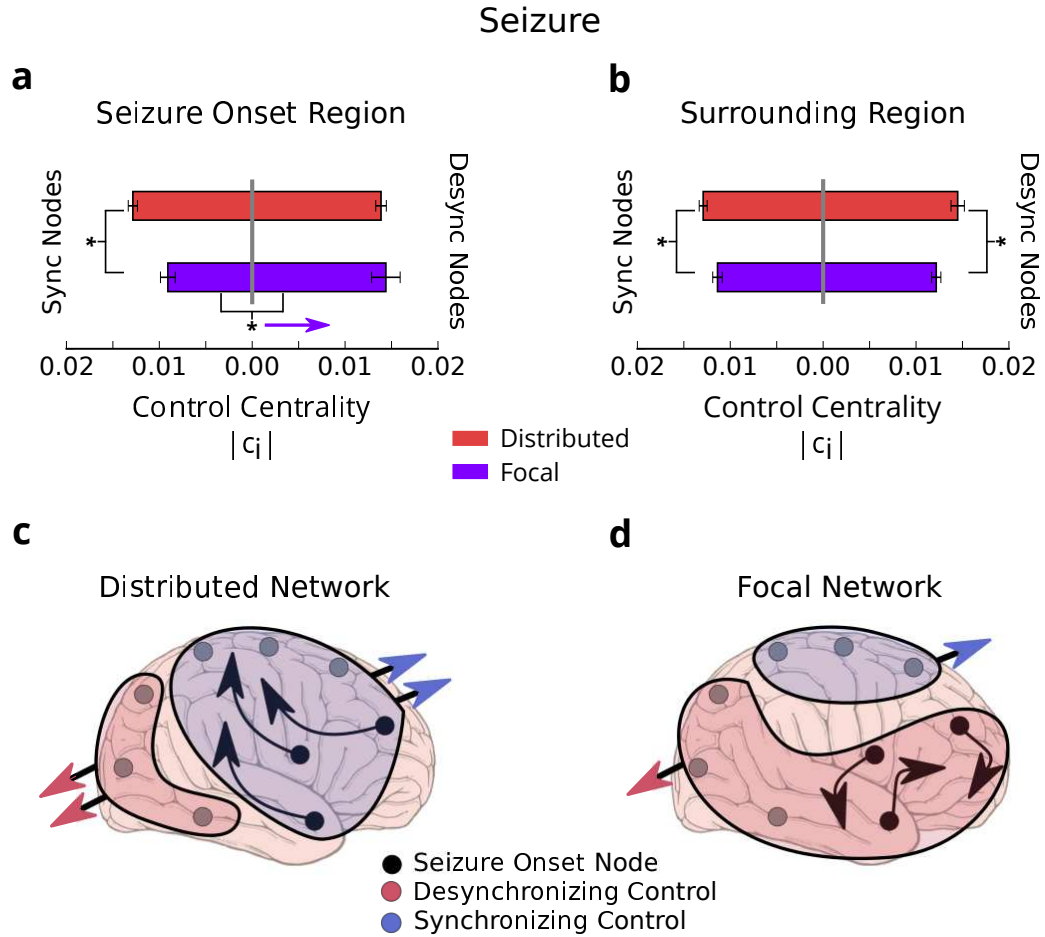 Seizure
a
Seizure Onset Region
Sync Nodes
Desync Nodes
*
*
0.02 0.01 0.00 0.01 0.02
Control Centrality
|ci|
b
Surrounding Region
Sync Nodes
Desync Nodes
*
*
0.02 0.01 0.00 0.01 0.02
Control Centrality
|ci|
Distributed
Focal
c
Distributed Network
d
Focal Network
Seizure Onset Node
Desynchronizing Control
Synchronizing Control